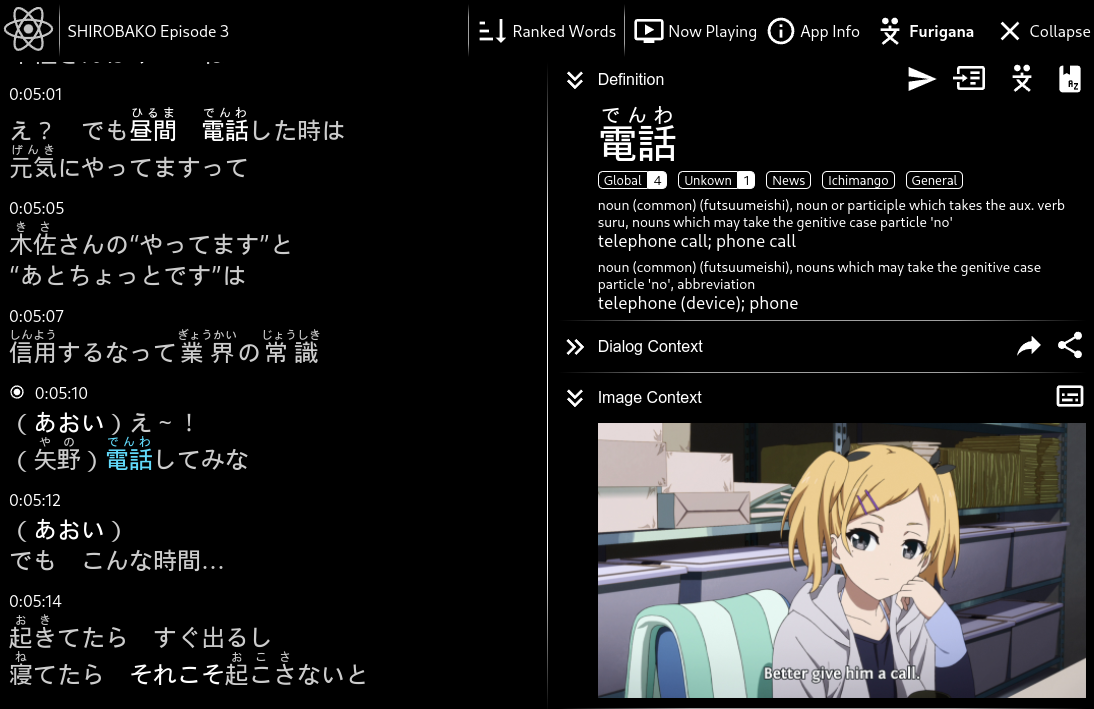 SHIROBAKO Episode 3
Ranked Words
Now Playing
App Info
Furigana
Collapse
0:05:01
ひるま でんわ
え？　でも昼間　電話した時は
げんき
元気にやってますって
0:05:05
きさ
木佐さんの“やってます”と
“あとちょっとです”は
0:05:07
しんよう ぎょうかい じょうしき
信用するなって業界の常識
0:05:10
（あおい）え～！
やの でんわ
（矢野）電話してみな
0:05:12
（あおい）
でも　こんな時間…
0:05:14
おき
起きてたら　すぐ出るし
ね おこさ
寝てたら　それこそ起こさないと
Definition
でんわ
電話
Global 4 Unkown 1 News Ichimango General
noun (common) (futsuumeishi), noun or participle which takes the aux. verb
suru, nouns which may take the genitive case particle 'no'
telephone call; phone call
noun (common) (futsuumeishi), nouns which may take the genitive case
particle 'no', abbreviation
telephone (device); phone
Dialog Context
Image Context
Better give him a call.